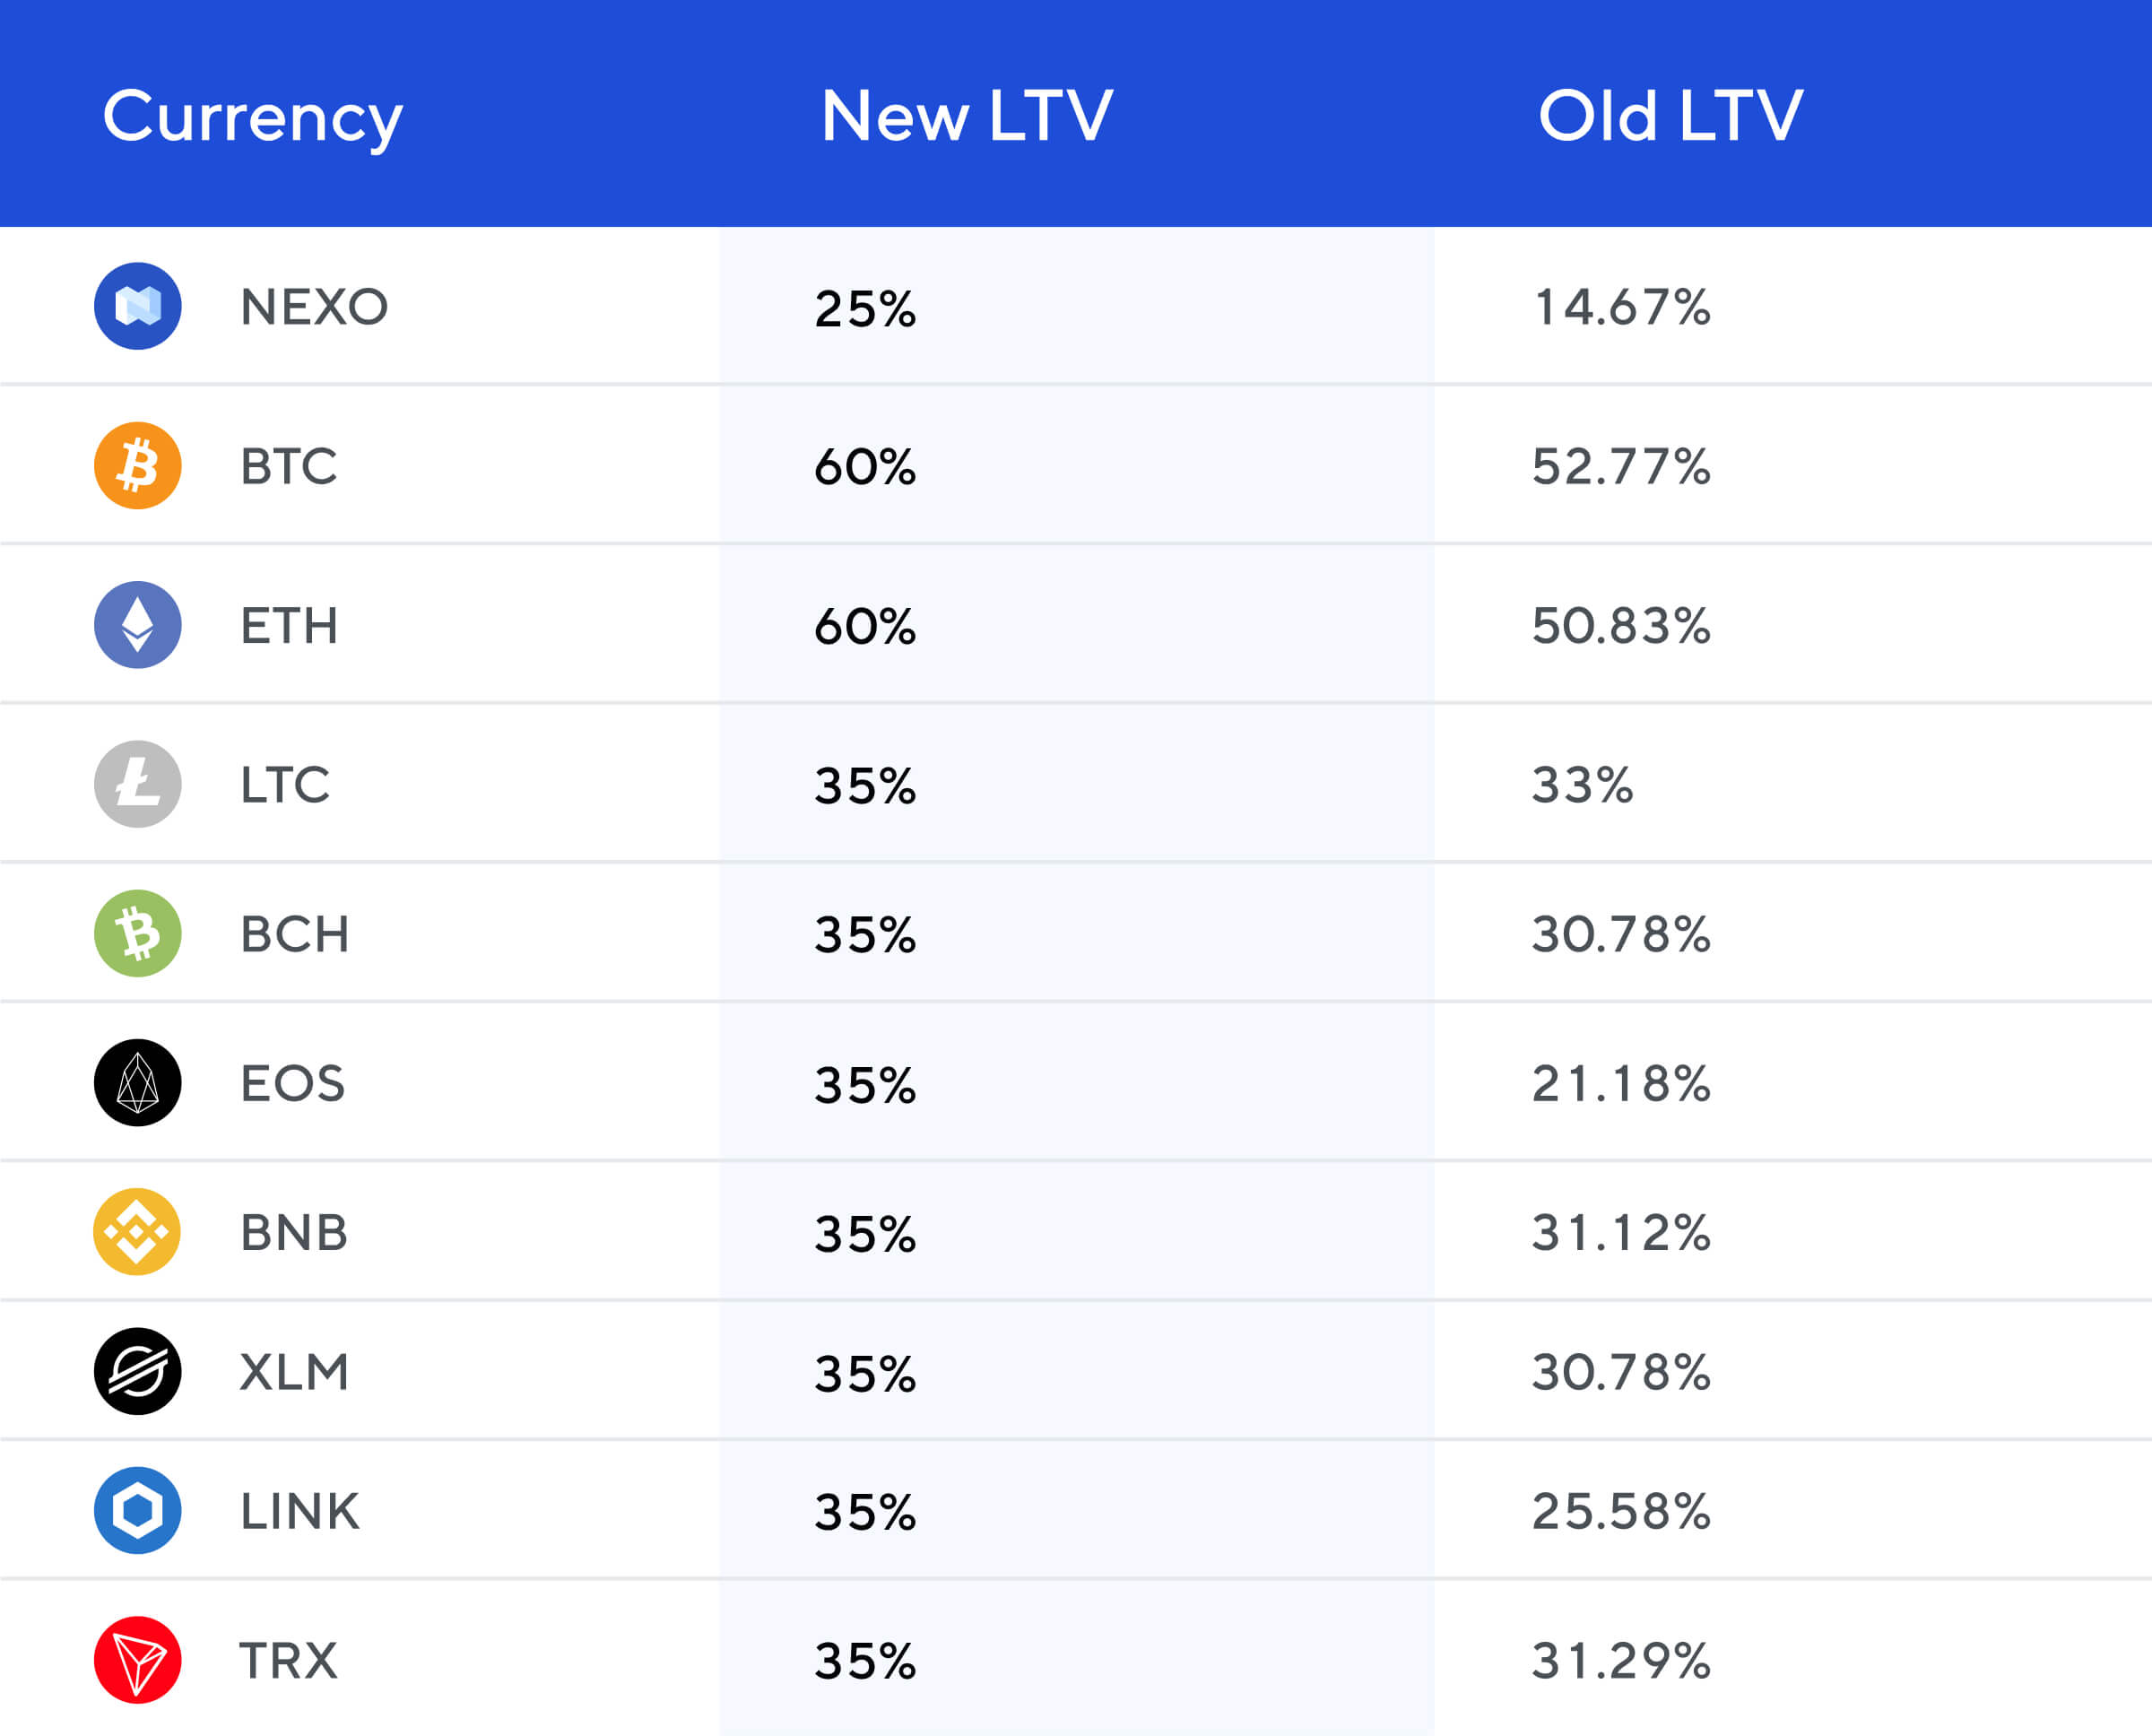 Currency New LTV Old LTV
NEXO 25% 14.67%
BTC 60% 52.77%
ETH 60% 50.83%
LTC 35% 33%
BCH 35% 30.78%
EOS 35% 21.18%
BNB 35% 31.12%
XLM 35% 30.78%
LINK 35% 25.58%
TRX 35% 31.29%